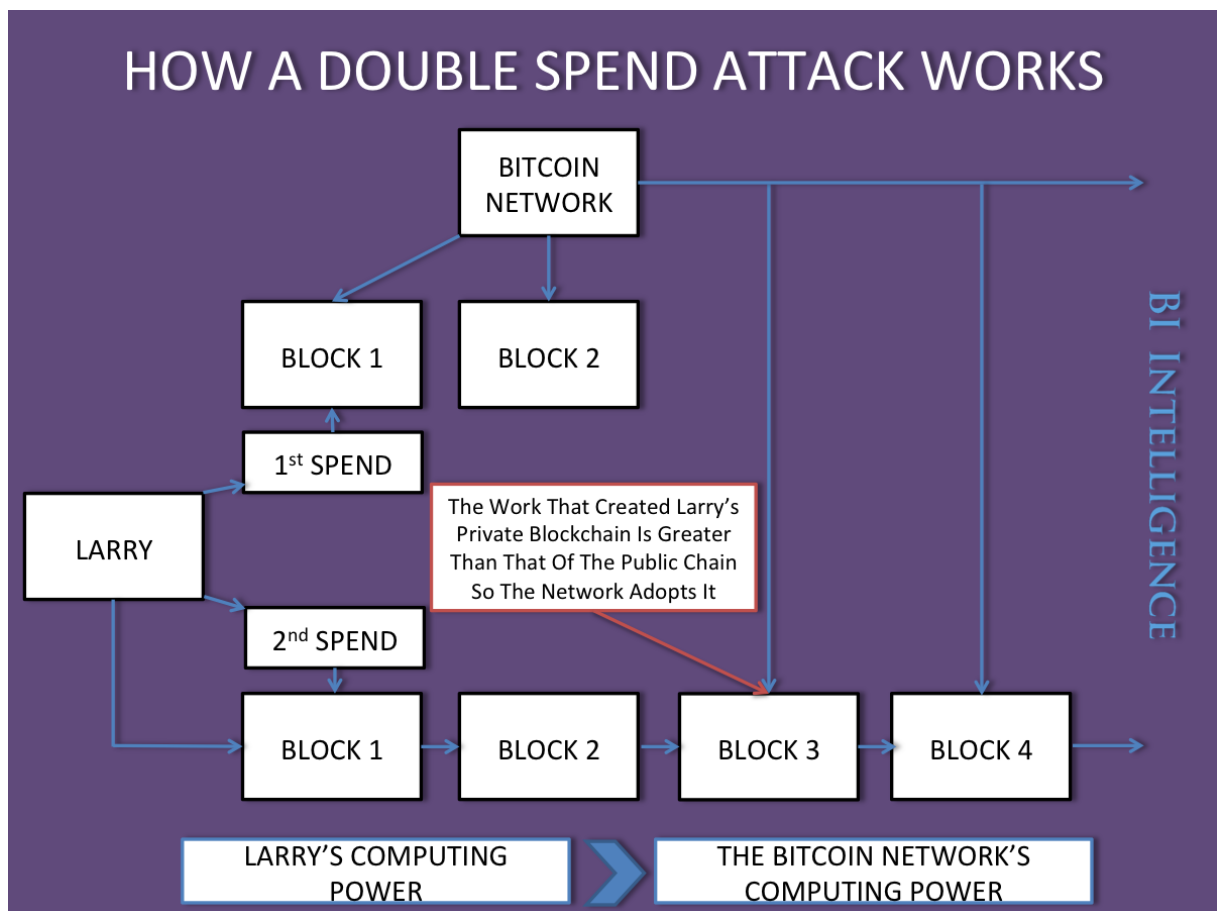 HOW A DOUBLE SPEND ATTACK WORKS
BITCOIN
NETWORK
BLOCK 1
BLOCK 2
1st SPEND
LARRY
The Work That Created Larry’s
Private Blockchain Is Greater
Than That Of The Public Chain
So The Network Adopts It
2nd SPEND
BLOCK 1
BLOCK 2
BLOCK 3
BLOCK 4
LARRY’S COMPUTING
POWER
THE BITCOIN NETWORK’S
COMPUTING POWER
BI INTELLIGENCE